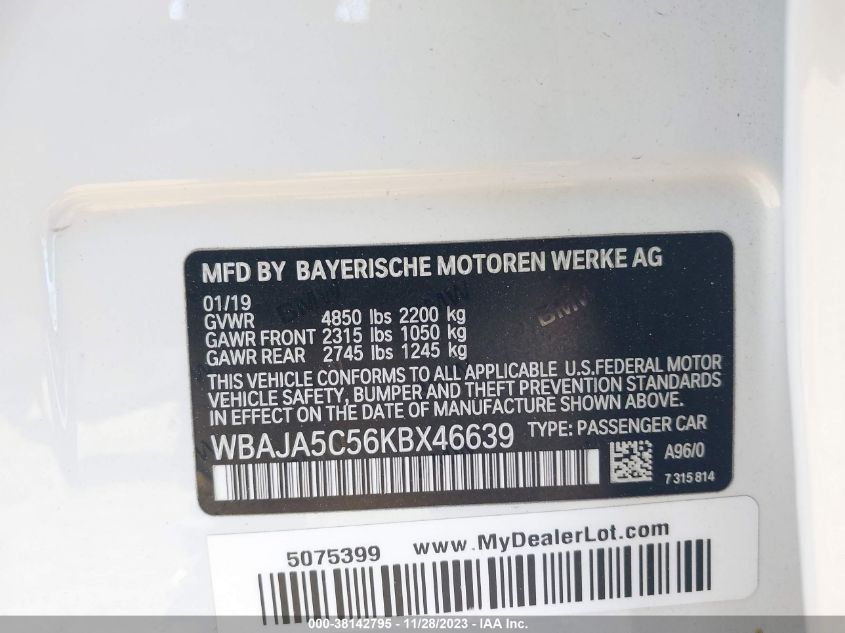 MFD BY BAYERISCHE MOTOREN WERKE AG
01/19
GVWR 4850 lbs 2200 kg
GAWR FRONT 2315 lbs 1050 kg
GAWR REAR 2745 lbs 1245 kg
THIS VEHICLE CONFORMS TO ALL APPLICABLE U.S.FEDERAL MOTOR
VEHICLE SAFETY, BUMPER AND THEFT PREVENTION STANDARDS
IN EFFECT ON THE DATE OF MANUFACTURE SHOWN ABOVE.
WBAJA5C56KBX46639 TYPE: PASSENGER CAR
A96/0
7 315 814
5075399 www.MyDealerLot.com
000-38142795 - 11/28/2023 - IAA Inc.